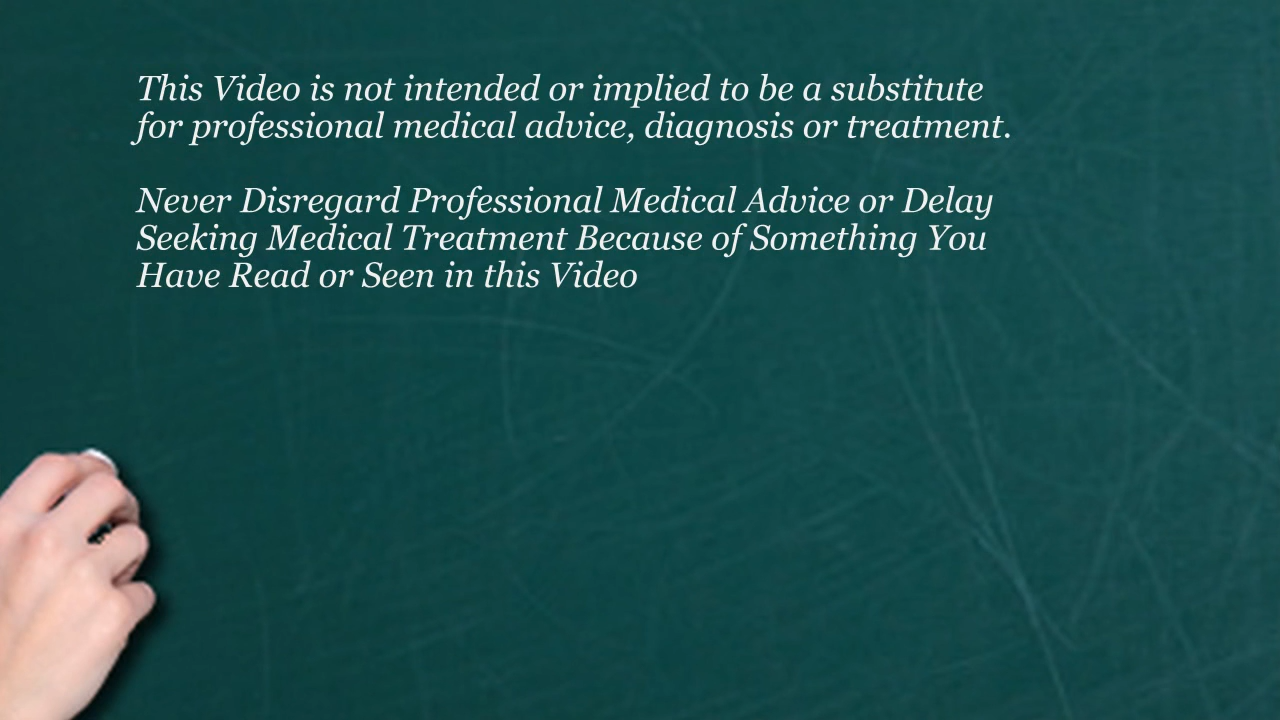 This Video is not intended or implied to be a substitute
for professional medical advice, diagnosis or treatment.
Never Disregard Professional Medical Advice or Delay
Seeking Medical Treatment Because of Something You
Have Read or Seen in this Video